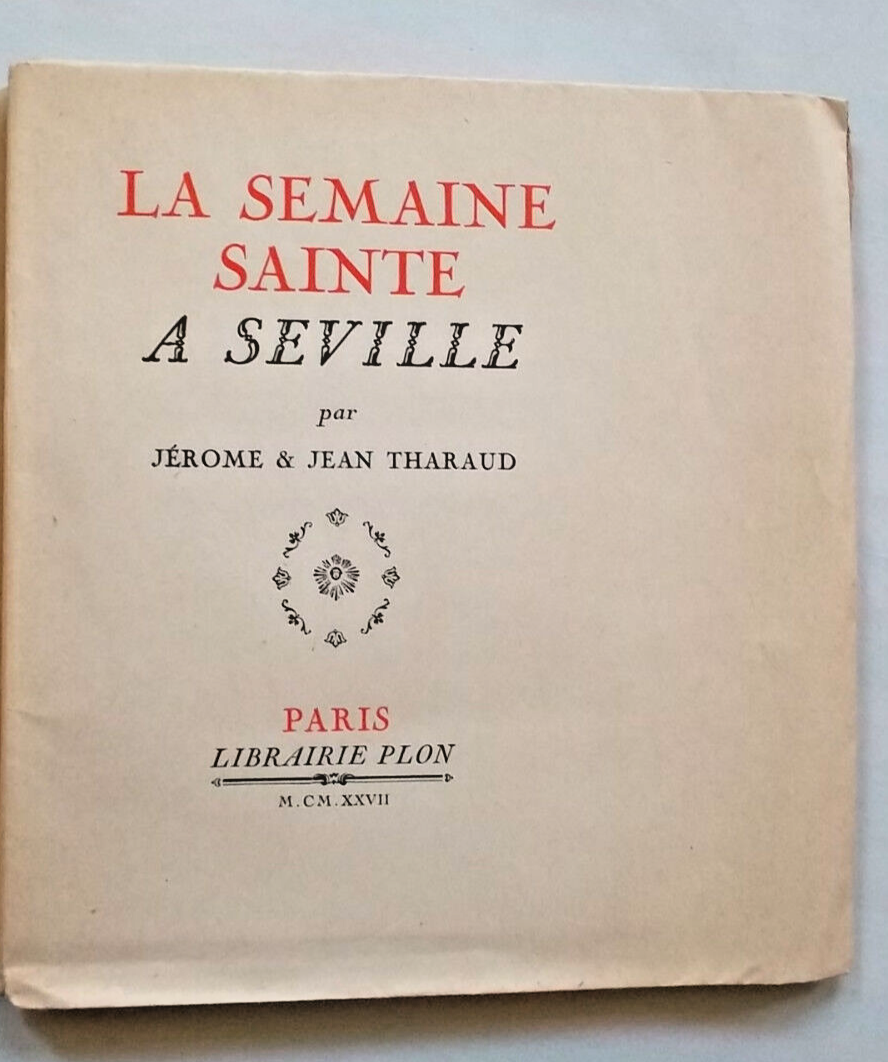 LA SEMAINE
SAINTE
A SEVILLE
par
JÉROME & JEAN THARAUD
PARIS
LIBRAIRIE PLON
M.CM.XXVII